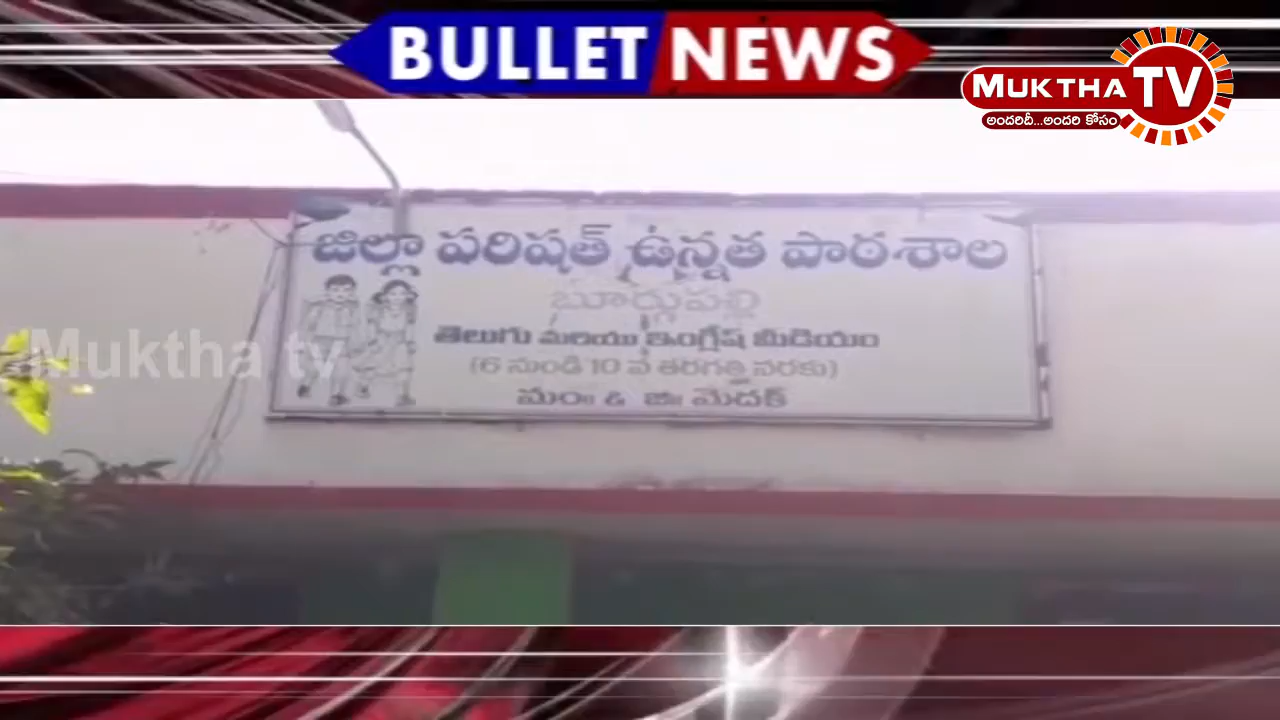 BULLET NEWS
MUKTHA TV
అందరిదీ...అందరి కోసం
జిల్లా పరిషత్ ఉన్నత పాఠశాల
బూర్గుపల్లి
తెలుగు మరియు ఇంగ్లీష్ మీడియం
(6 నుండి 10 వ తరగతి వరకు)
మం॥ & జి॥ మెదక్
Muktha tv